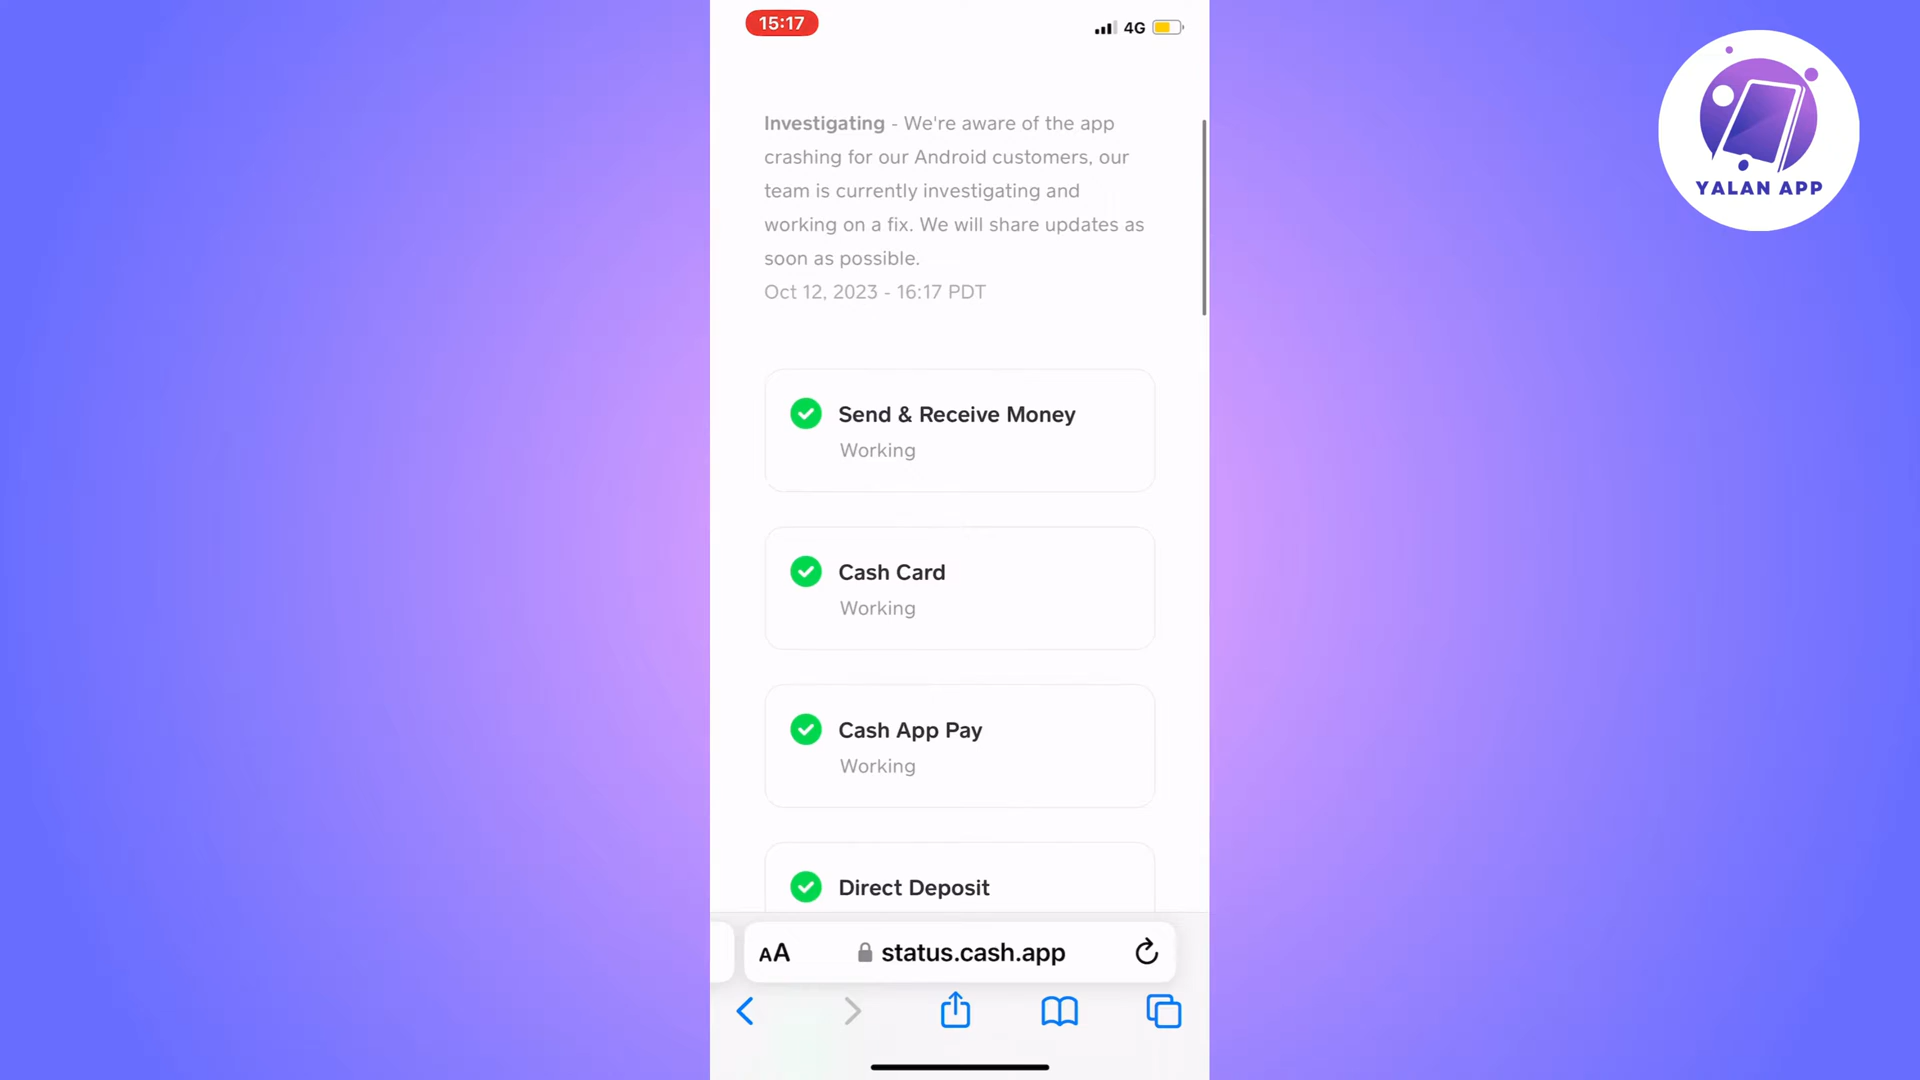 15:17
4G
YALAN APP
Investigating - We're aware of the app
crashing for our Android customers, our
team is currently investigating and
working on a fix. We will share updates as
soon as possible.
Oct 12, 2023 - 16:17 PDT
Send & Receive Money
Working
Cash Card
Working
Cash App Pay
Working
Direct Deposit
AA status.cash.app